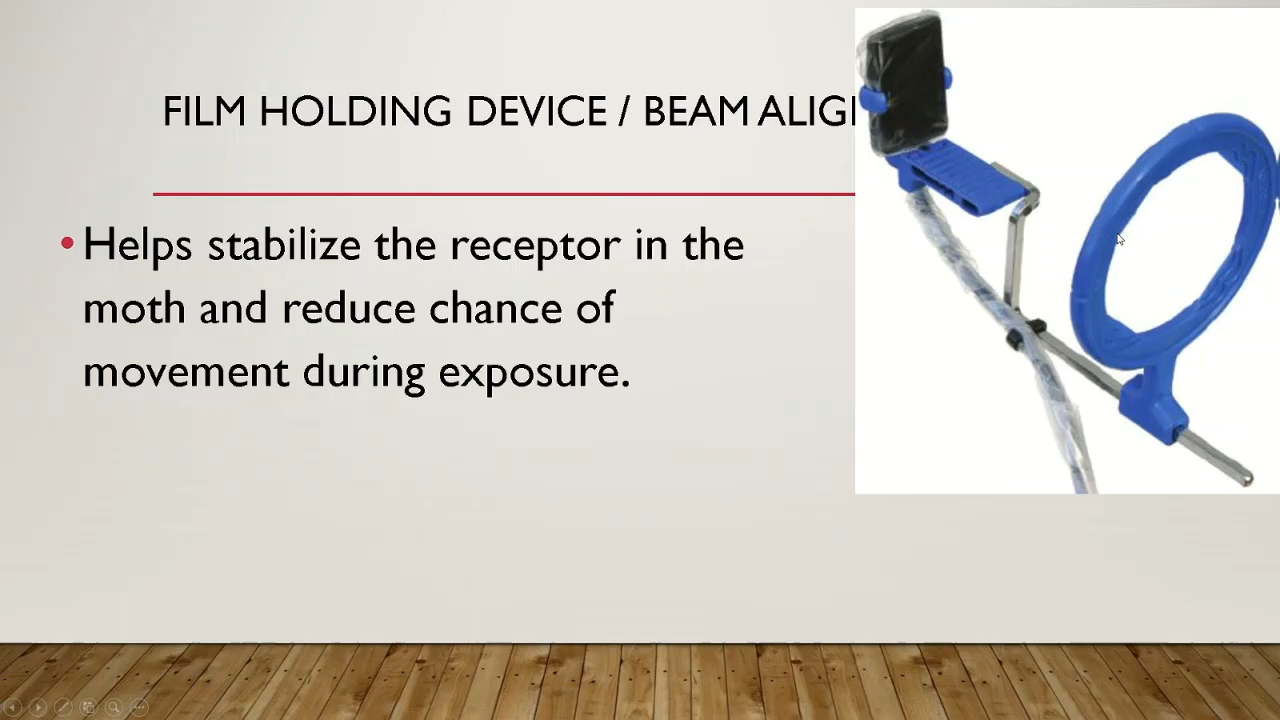 FILM HOLDING DEVICE / BEAM ALIG
Helps stabilize the receptor in the
moth and reduce chance of
movement during exposure.